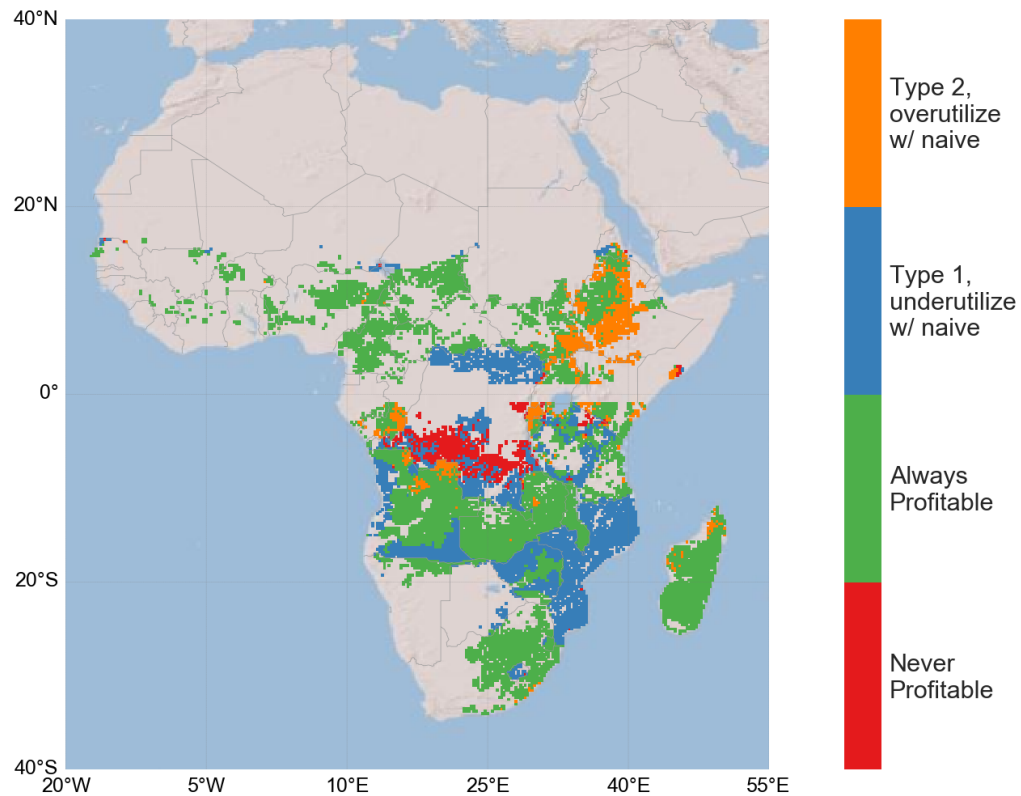 40°N
20°N
0°
20°S
40°S
20°W
5°W
10°E
25°E
40°E
55°E
Type 2,
overutilize
w/ naive
Type 1,
underutilize
w/ naive
Always
Profitable
Never
Profitable